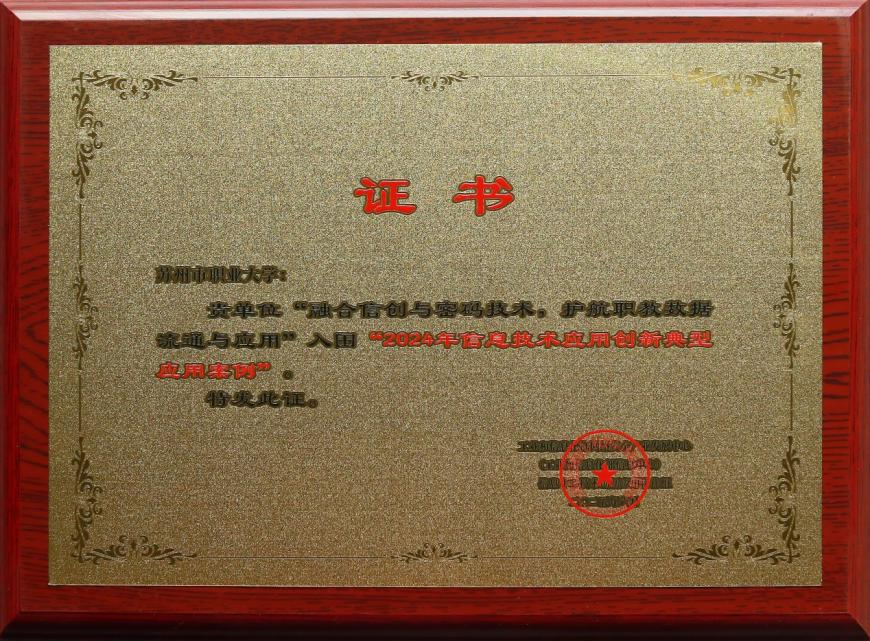 证 书
苏州市职业大学：
贵单位“融合信创与密码技术，护航职教数据
流通与应用”入围“2024年信息技术应用创新典型
应用案例”。
特发此证。